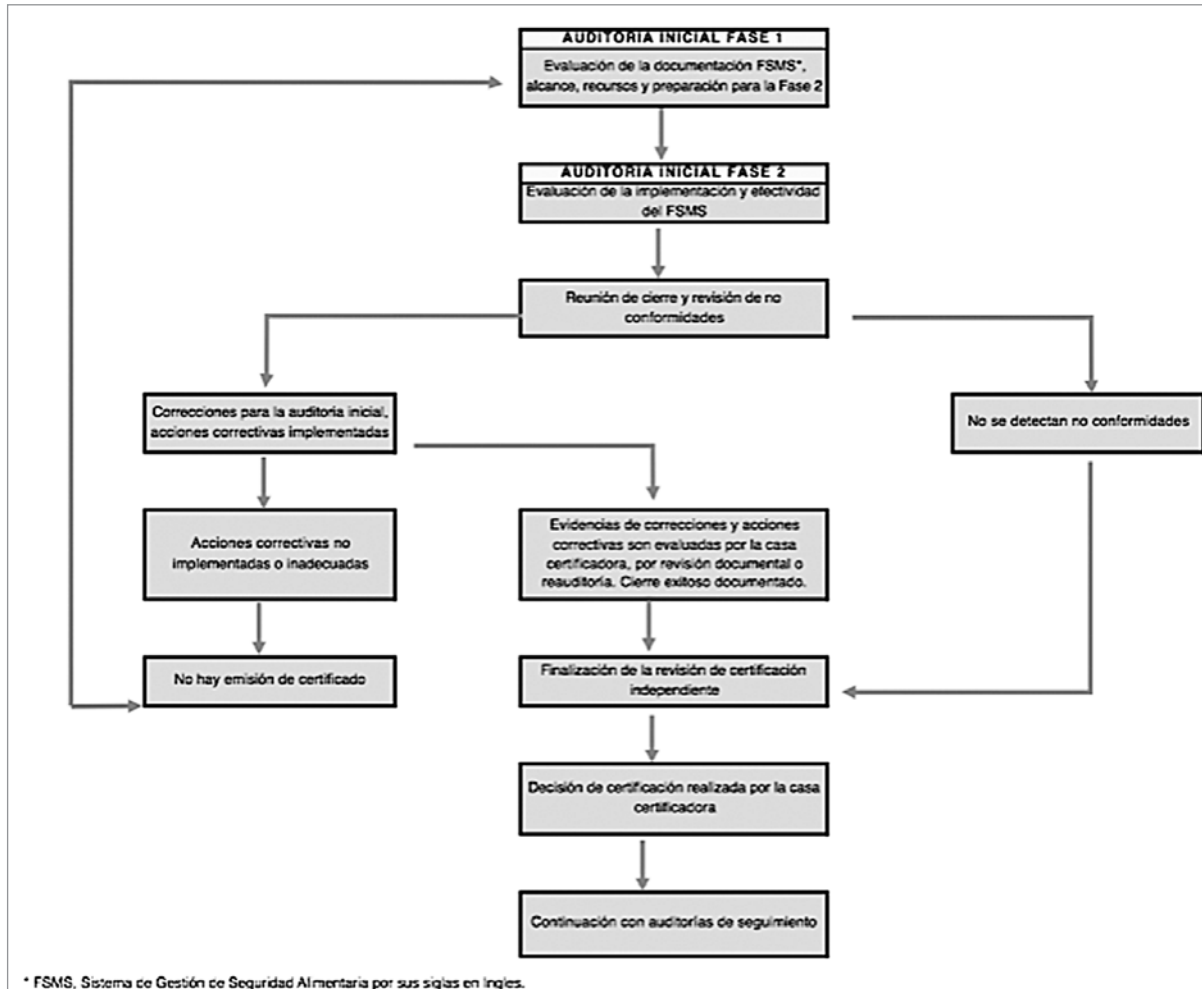 AUDITORIA INICIAL FASE 1
Evaluación de la documentación FSMS*,
alcance, recursos y preparación para la Fase 2
AUDITORIA INICIAL FASE 2
Evaluación de la implementación y efectividad
del FSMS
Reunión de cierre y revisión de no
conformidades
Correcciones para la auditoria inicial,
acciones correctivas implementadas
No se detectan no conformidades
Acciones correctivas no
implementadas o inadecuadas
Evidencias de correcciones y acciones
correctivas son evaluadas por la casa
certificadora, por revisión documental o
reauditoría. Cierre exitoso documentado.
No hay emisión de certificado
Finalización de la revisión de certificación
independiente
Decisión de certificación realizada por la casa
certificadora
Continuación con auditorías de seguimiento
* FSMS, Sistema de Gestión de Seguridad Alimentaria por sus siglas en Ingles.